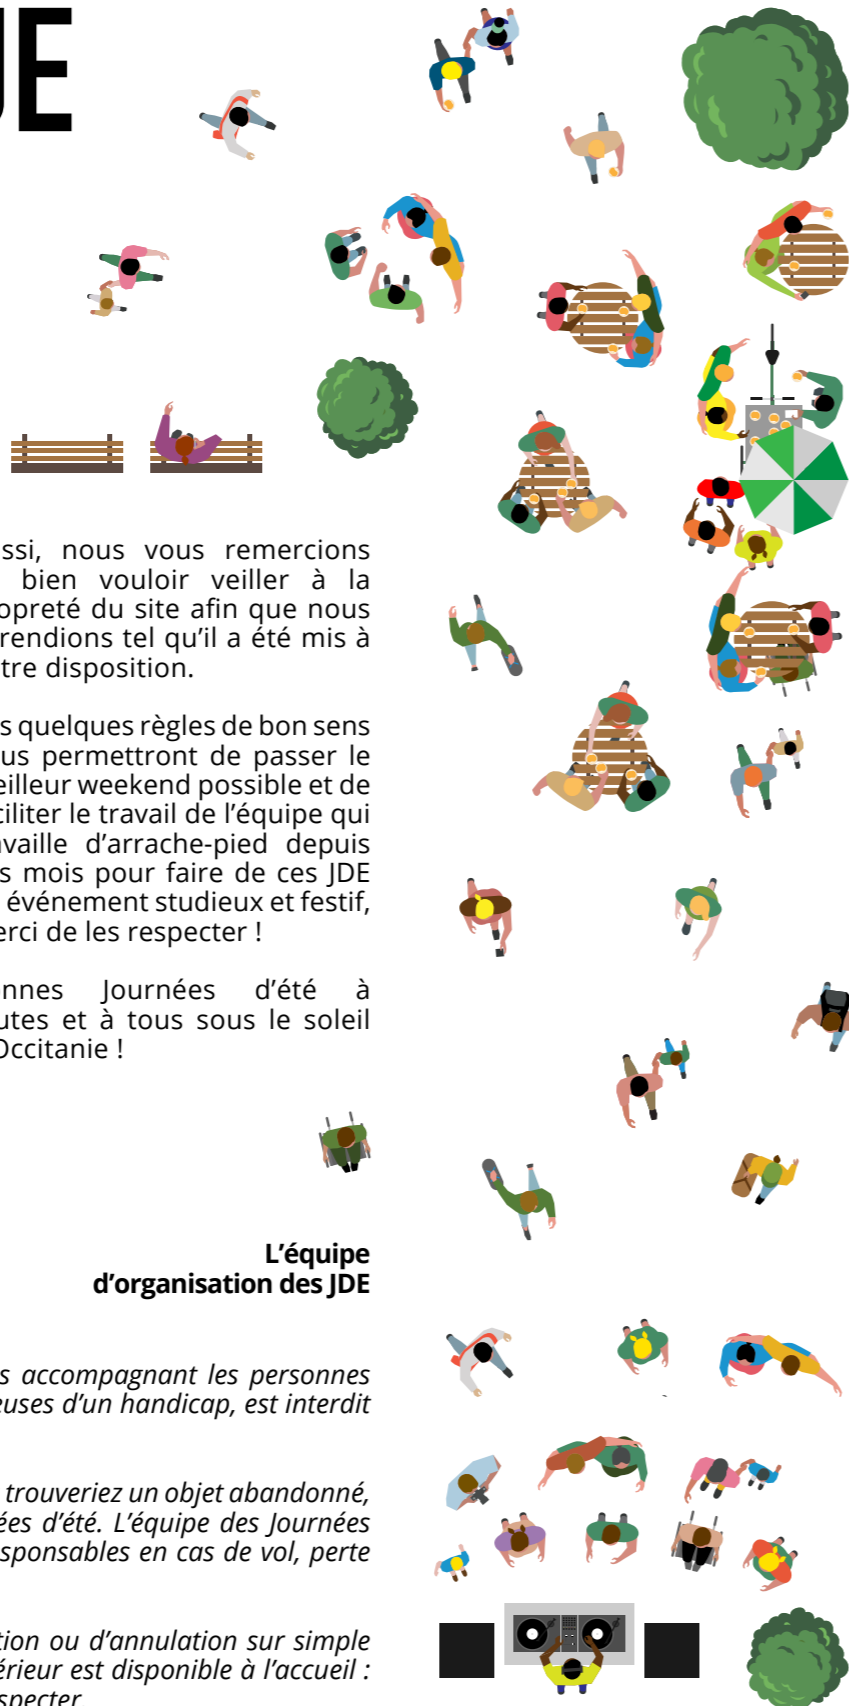 UE
ssi, nous vous remercions
bien vouloir veiller à la
opreté du site afin que nous
rendions tel qu’il a été mis à
tre disposition.
s quelques règles de bon sens
us permettront de passer le
eilleur weekend possible et de
ciliter le travail de l’équipe qui
availle d’arrache-pied depuis
s mois pour faire de ces JDE
événement studieux et festif,
erci de les respecter !
nnes Journées d’été à
utes et à tous sous le soleil
Occitanie !
L’équipe
d’organisation des JDE
s accompagnant les personnes
euses d’un handicap, est interdit
trouveriez un objet abandonné,
ées d’été. L’équipe des Journées
sponsables en cas de vol, perte
tion ou d’annulation sur simple
érieur est disponible à l’accueil :
specter